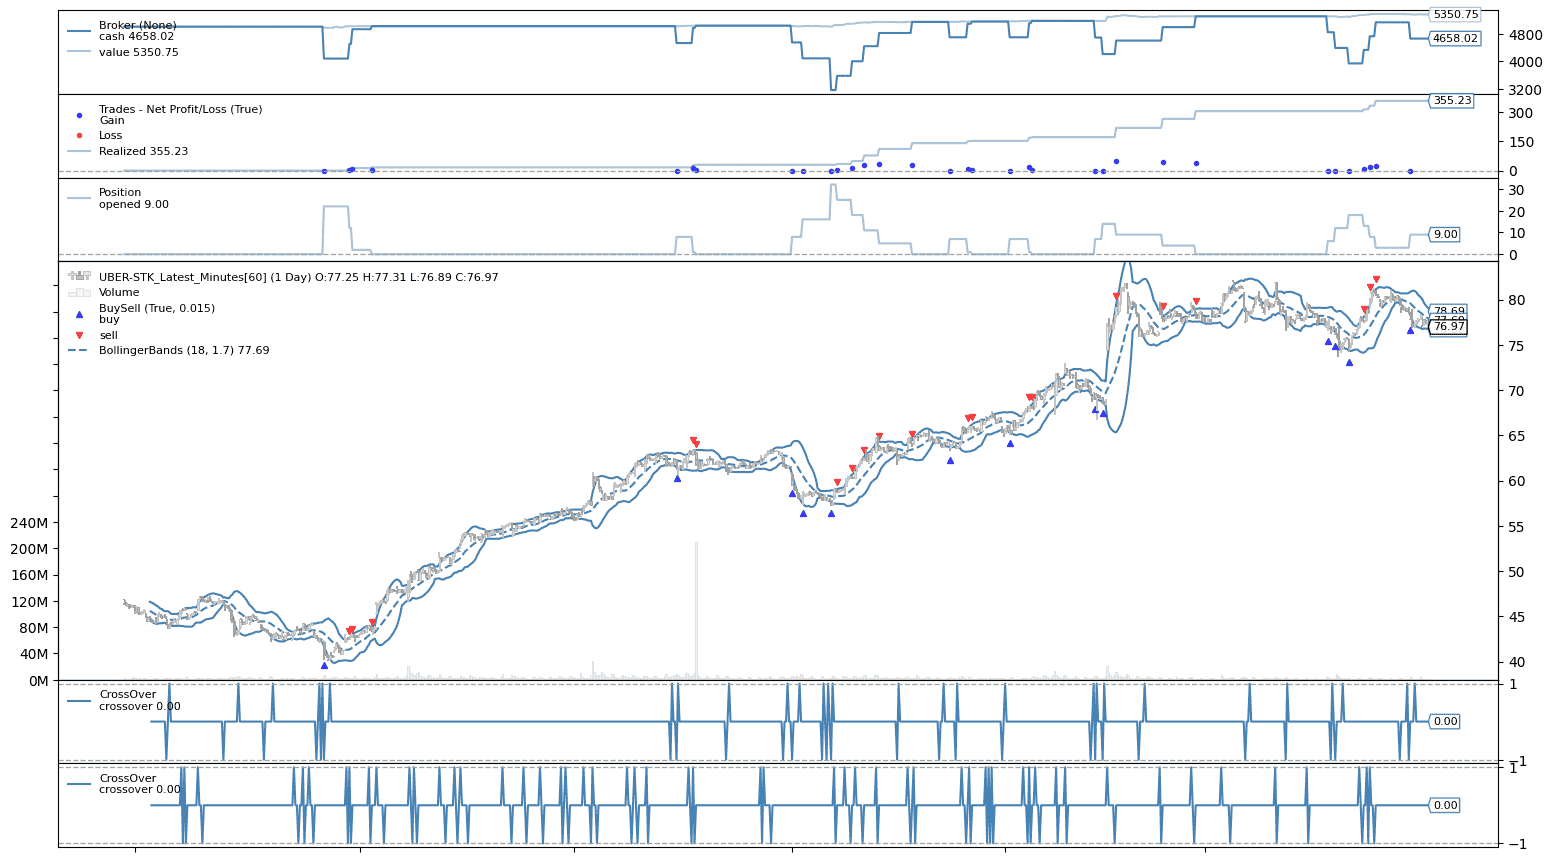 Broker (None)
cash 4658.02
value 5350.75
5350.75
4800
4658.02
4000
3200
Trades - Net Profit/Loss (True)
Gain
Loss
Realized 355.23
355.23
300
150
0
Position
opened 9.00
30
20
10
9.00
0
UBER-STK_Latest_Minutes[60] (1 Day) O:77.25 H:77.31 L:76.89 C:76.97
Volume
BuySell (True, 0.015)
buy
sell
BollingerBands (18, 1.7) 77.69
80
78.69
76.97
75
70
65
60
55
50
45
40
240M
200M
160M
120M
80M
40M
0M
CrossOver
crossover 0.00
1
0.00
−1
CrossOver
crossover 0.00
1
0.00
−1